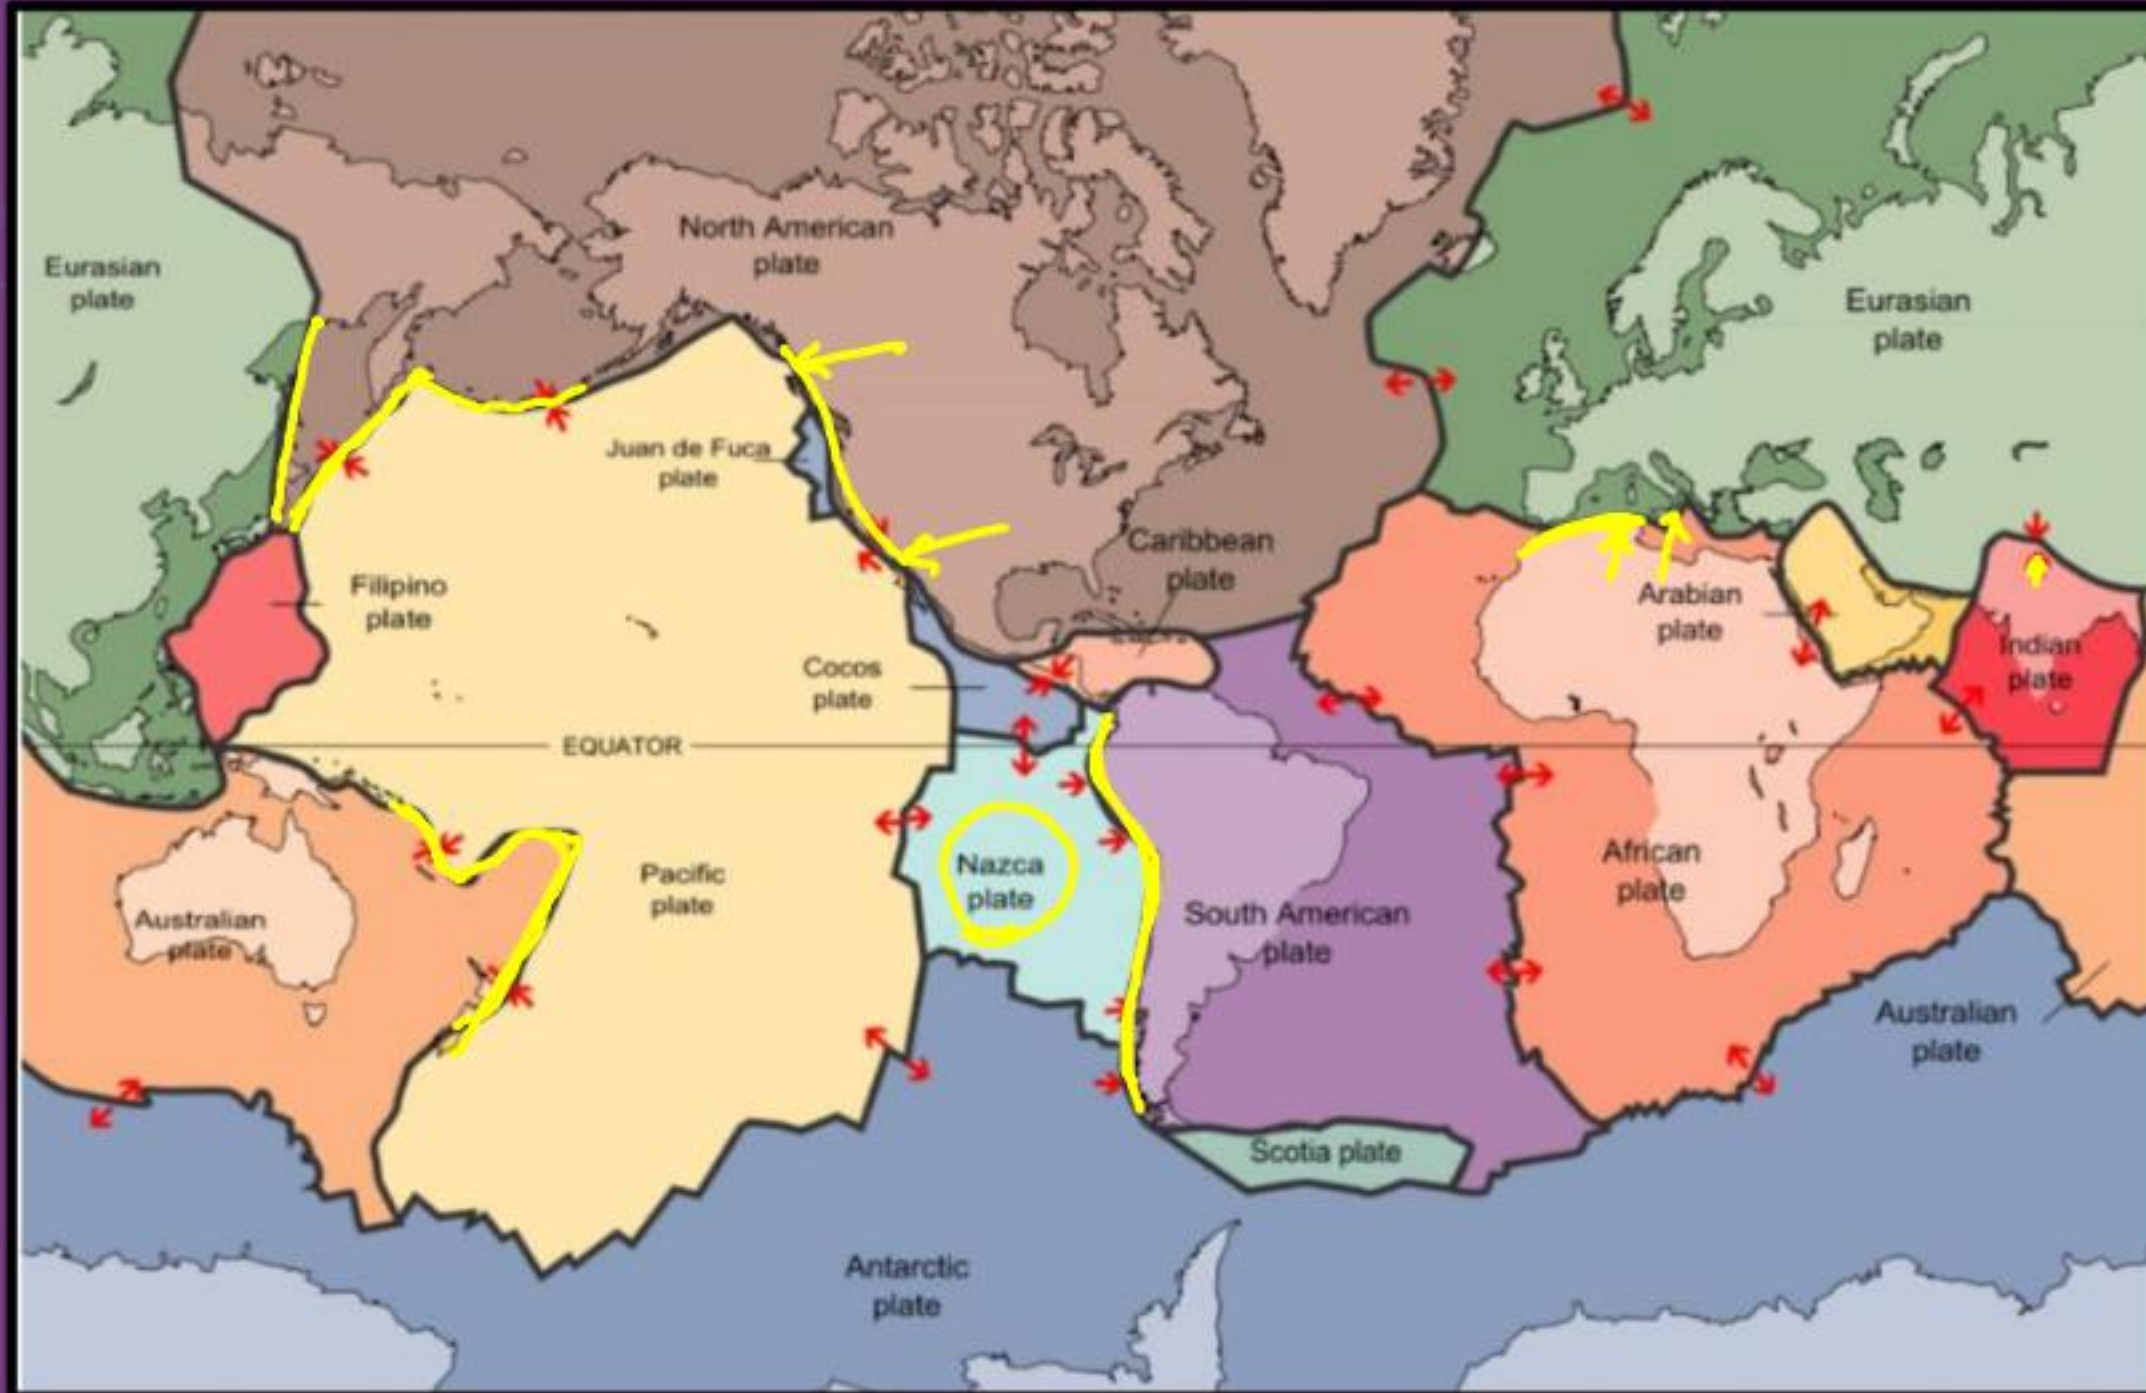 North American
plate
Eurasian
plate
Eurasian
plate
Juan de Fuca
plate
Caribbean
plate
Filipino
plate
Arabian
plate
Indian
plate
Cocos
plate
EQUATOR
Nazca
plate
Pacific
plate
African
plate
Australian
plate
South American
plate
Australian
plate
Scotia plate
Antarctic
plate